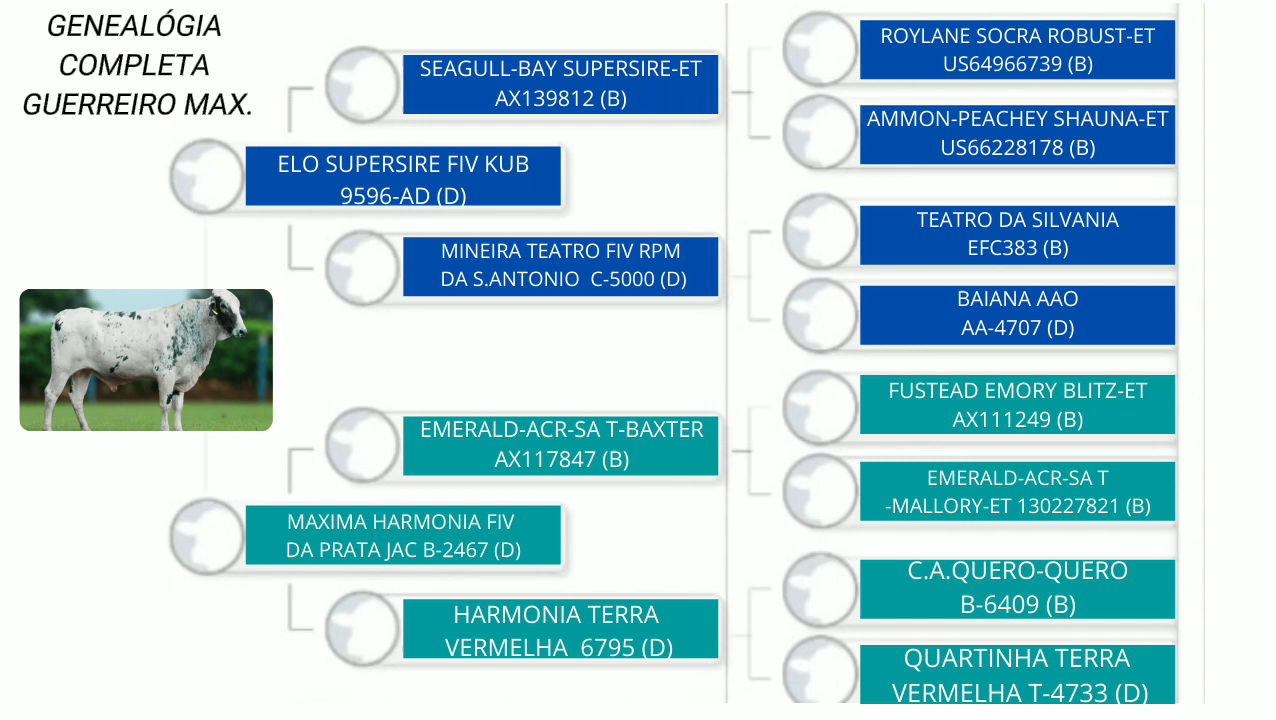 GENEALÓGIA
COMPLETA
GUERREIRO MAX.
ELO SUPERSIRE FIV KUB
9596-AD (D)
SEAGULL-BAY SUPERSIRE-ET
AX139812 (B)
ROYLANE SOCRA ROBUST-ET
US64966739 (B)
AMMON-PEACHEY SHAUNA-ET
US66228178 (B)
MINEIRA TEATRO FIV RPM
DA S.ANTONIO C-5000 (D)
TEATRO DA SILVANIA
EFC383 (B)
BAIANA AAO
AA-4707 (D)
MAXIMA HARMONIA FIV
DA PRATA JAC B-2467 (D)
EMERALD-ACR-SA T-BAXTER
AX117847 (B)
FUSTEAD EMORY BLITZ-ET
AX111249 (B)
EMERALD-ACR-SA T
-MALLORY-ET 130227821 (B)
HARMONIA TERRA
VERMELHA 6795 (D)
C.A.QUERO-QUERO
B-6409 (B)
QUARTINHA TERRA
VERMELHA T-4733 (D)